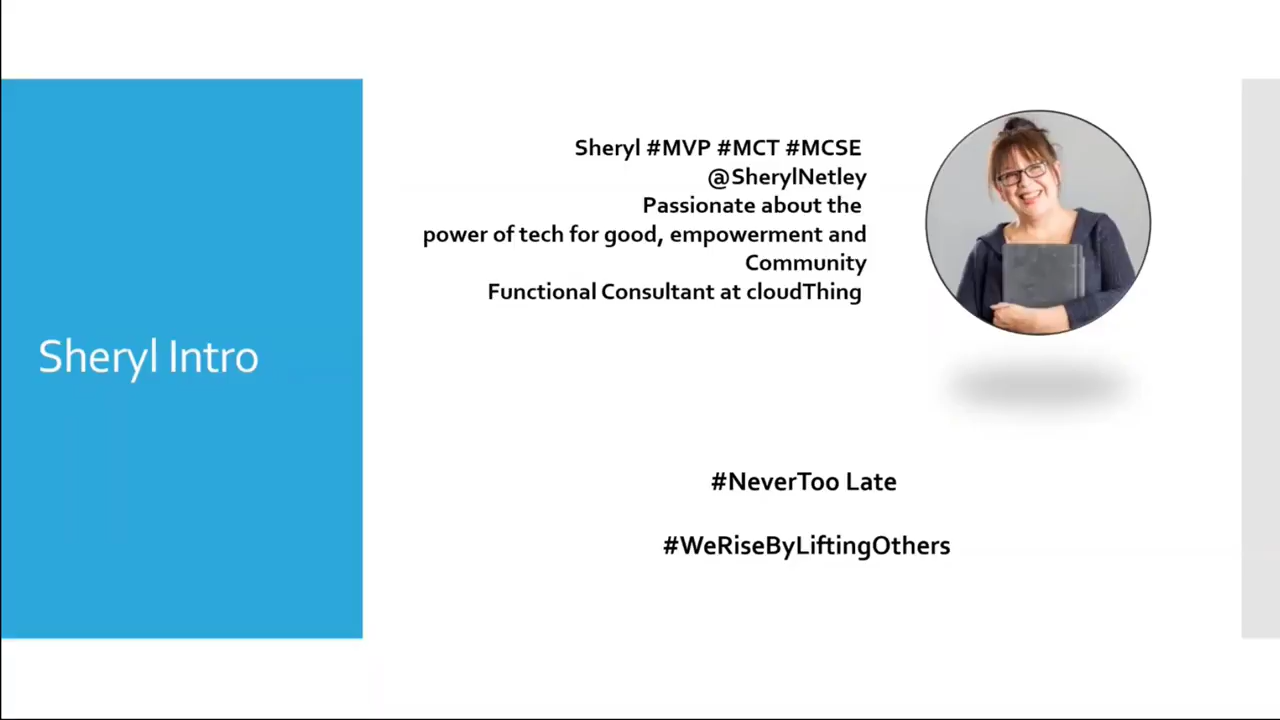 Sheryl Intro
Sheryl #MVP #MCT #MCSE
@SherylNetley
Passionate about the
power of tech for good, empowerment and
Community
Functional Consultant at cloudThing
#NeverToo Late
#WeRiseByLiftingOthers